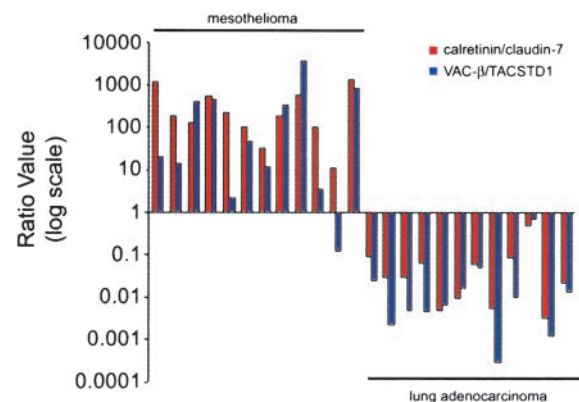 mesothelioma
calretinin/claudin-7
VAC-β/TACSTD1
Ratio Value
(log scale)
10000
1000
100
10
1
0.1
0.01
0.001
0.0001
lung adenocarcinoma